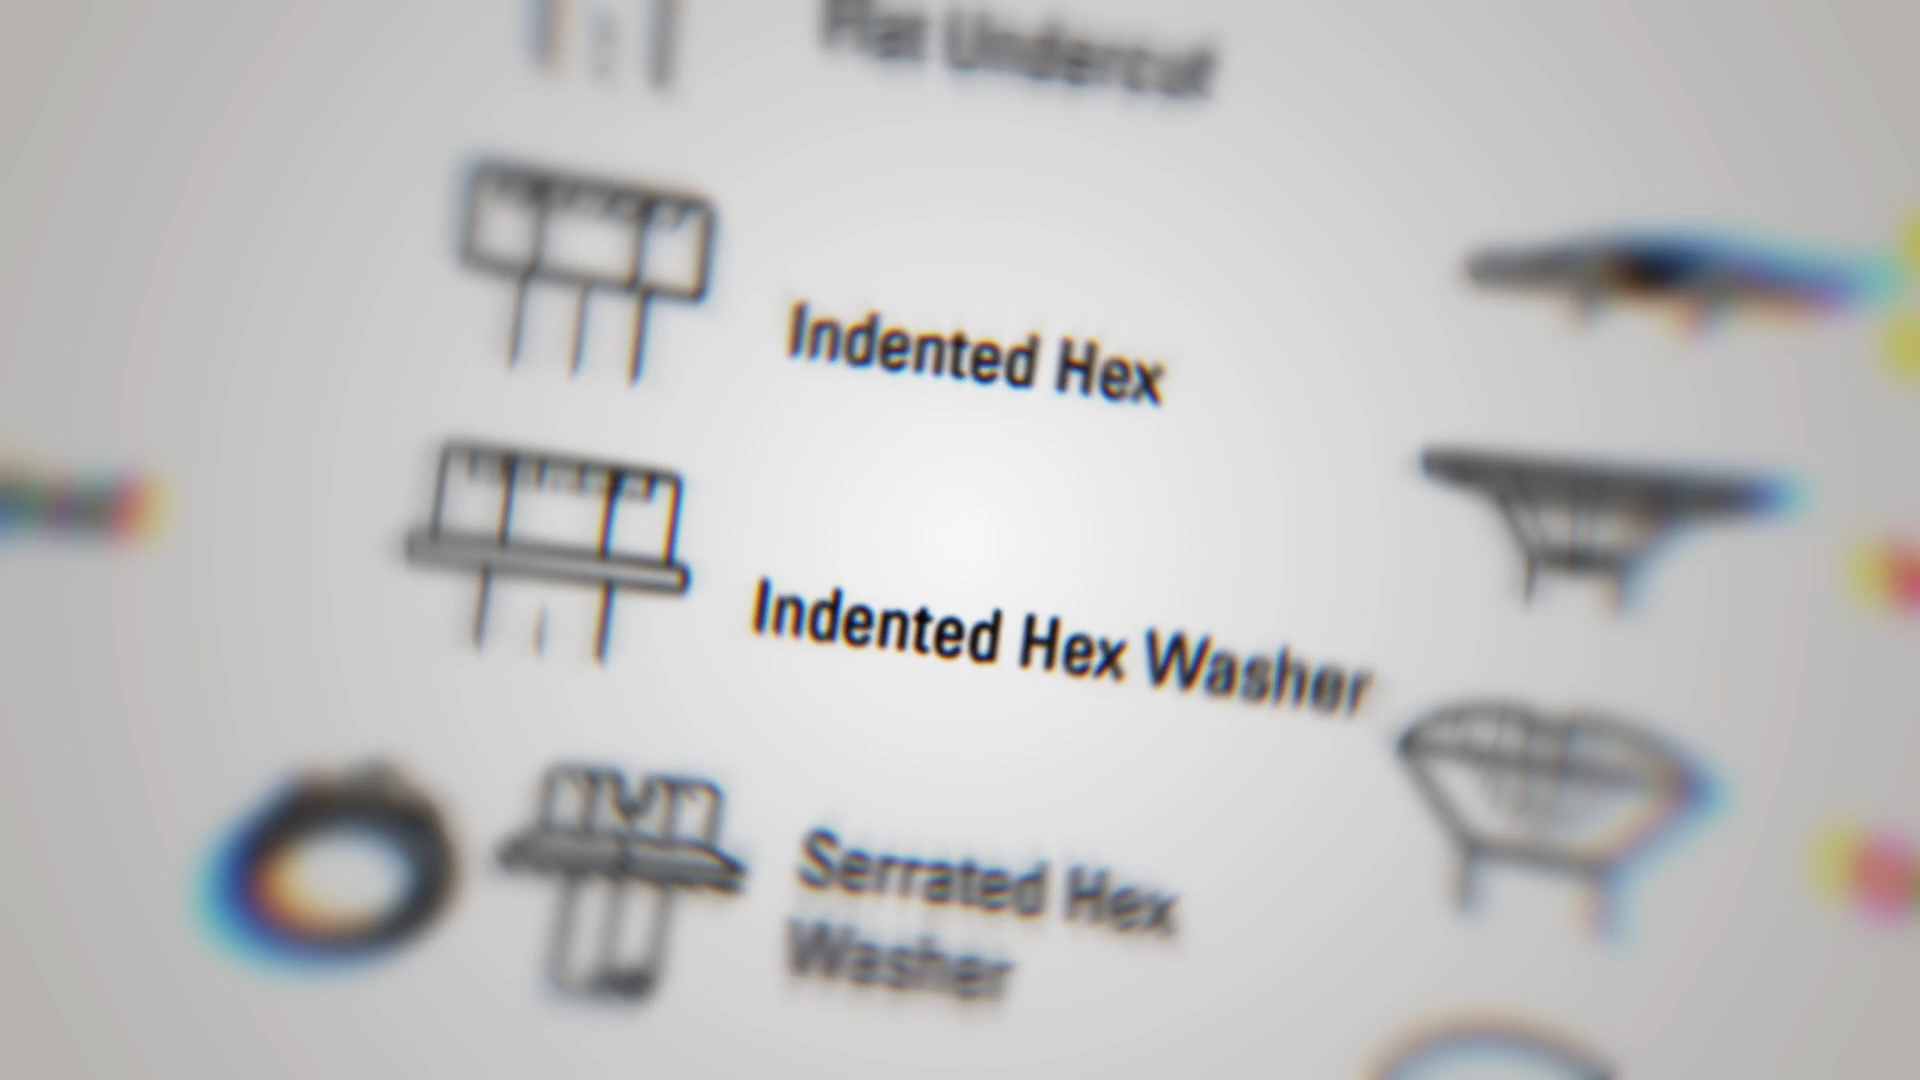 Flat Undercut
Indented Hex
Indented Hex Washer
Serrated Hex
Washer